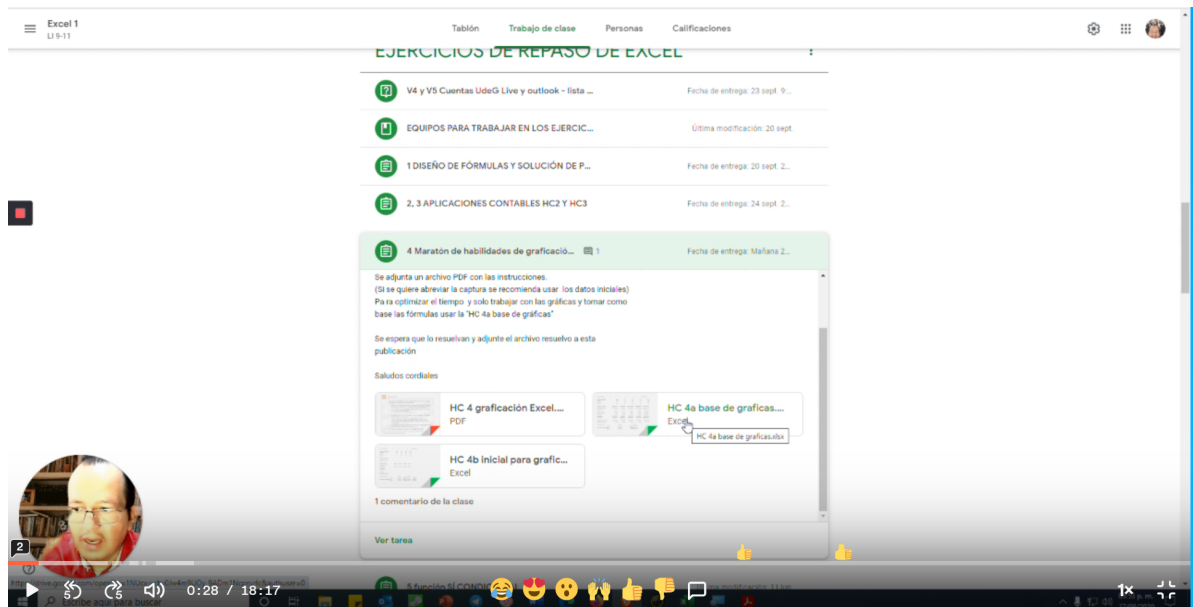 Excel 1
LI 9-11
Tablón
Trabajo de clase
Personas
Calificaciones
EJERCICIOS DE REPASO DE EXCEL
V4 y V5 Cuentas UdeG Live y outlook - lista ...
Fecha de entrega: 23 sept. 9:...
EQUIPOS PARA TRABAJAR EN LOS EJERCIC...
Última modificación: 20 sept.
1 DISEÑO DE FÓRMULAS Y SOLUCIÓN DE P...
Fecha de entrega: 20 sept. 2...
2, 3 APLICACIONES CONTABLES HC2 Y HC3
Fecha de entrega: 24 sept. 2...
4 Maratón de habilidades de graficació...
1
Fecha de entrega: Mañana 2...
Se adjunta un archivo PDF con las instrucciones.
(Si se quiere abreviar la captura se recomienda usar los datos iniciales)
Pa ra optimizar el tiempo y solo trabajar con las gráficas y tomar como
base las fórmulas usar la "HC 4a base de gráficas"
Se espera que lo resuelvan y adjunte el archivo resuelvo a esta
publicación
Saludos cordiales
HC 4 graficación Excel....
PDF
HC 4a base de graficas....
Excel
HC 4a base de graficas.xlsx
HC 4b inicial para grafic...
Excel
1 comentario de la clase
Ver tarea
2
5
5
0:28 / 18:17
1×
5 función SÍ CONDIC
Escribe aquí para buscar